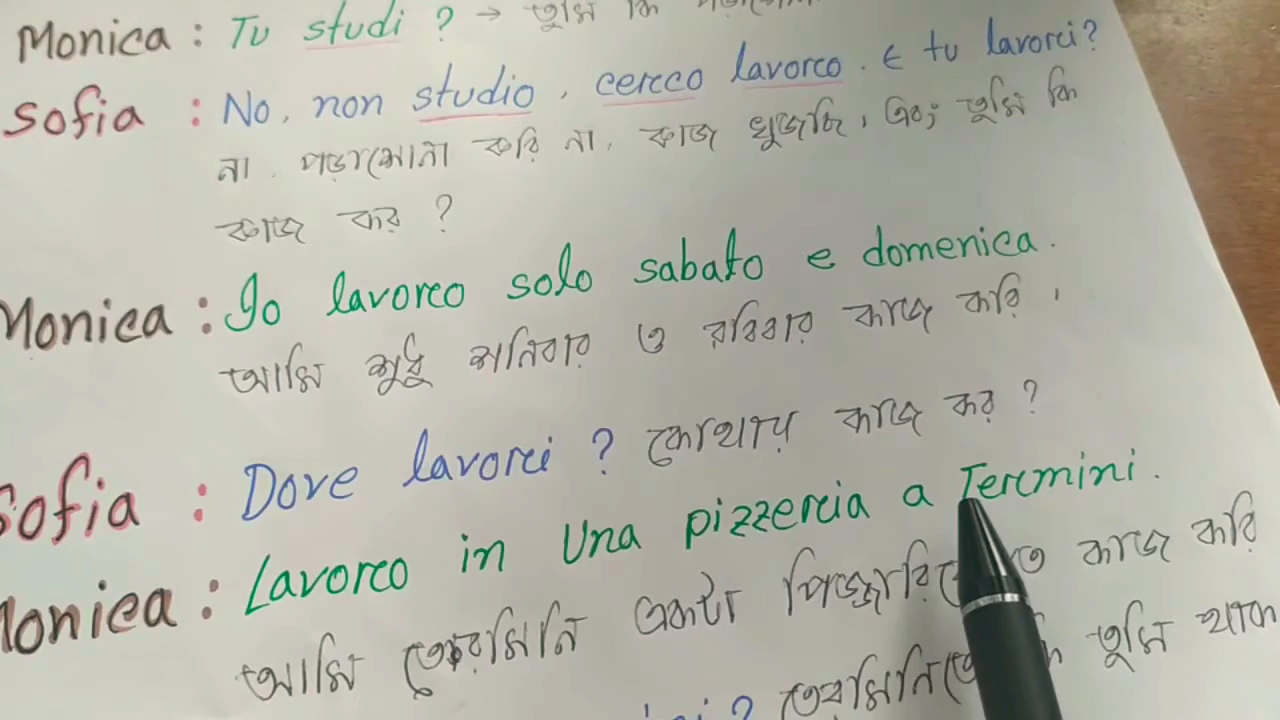 Monica : Tu studi ? → তুমি কি
Sofia : No, non studio, cerco lavoro. E tu lavori?
না. পড়াশোনা করি না, কাজ খুজছি, এবং তুমি কি
কাজ কর ?
Monica : Io lavoro solo sabato e domenica.
আমি শুধু শনিবার ও রবিবার কাজ করি ।
Sofia : Dove lavori ? কোথায় কাজ কর ?
Monica : Lavoro in una pizzeria a Termini.
আমি তেরমিনি একটা কাজ করি
? তুমি থাক